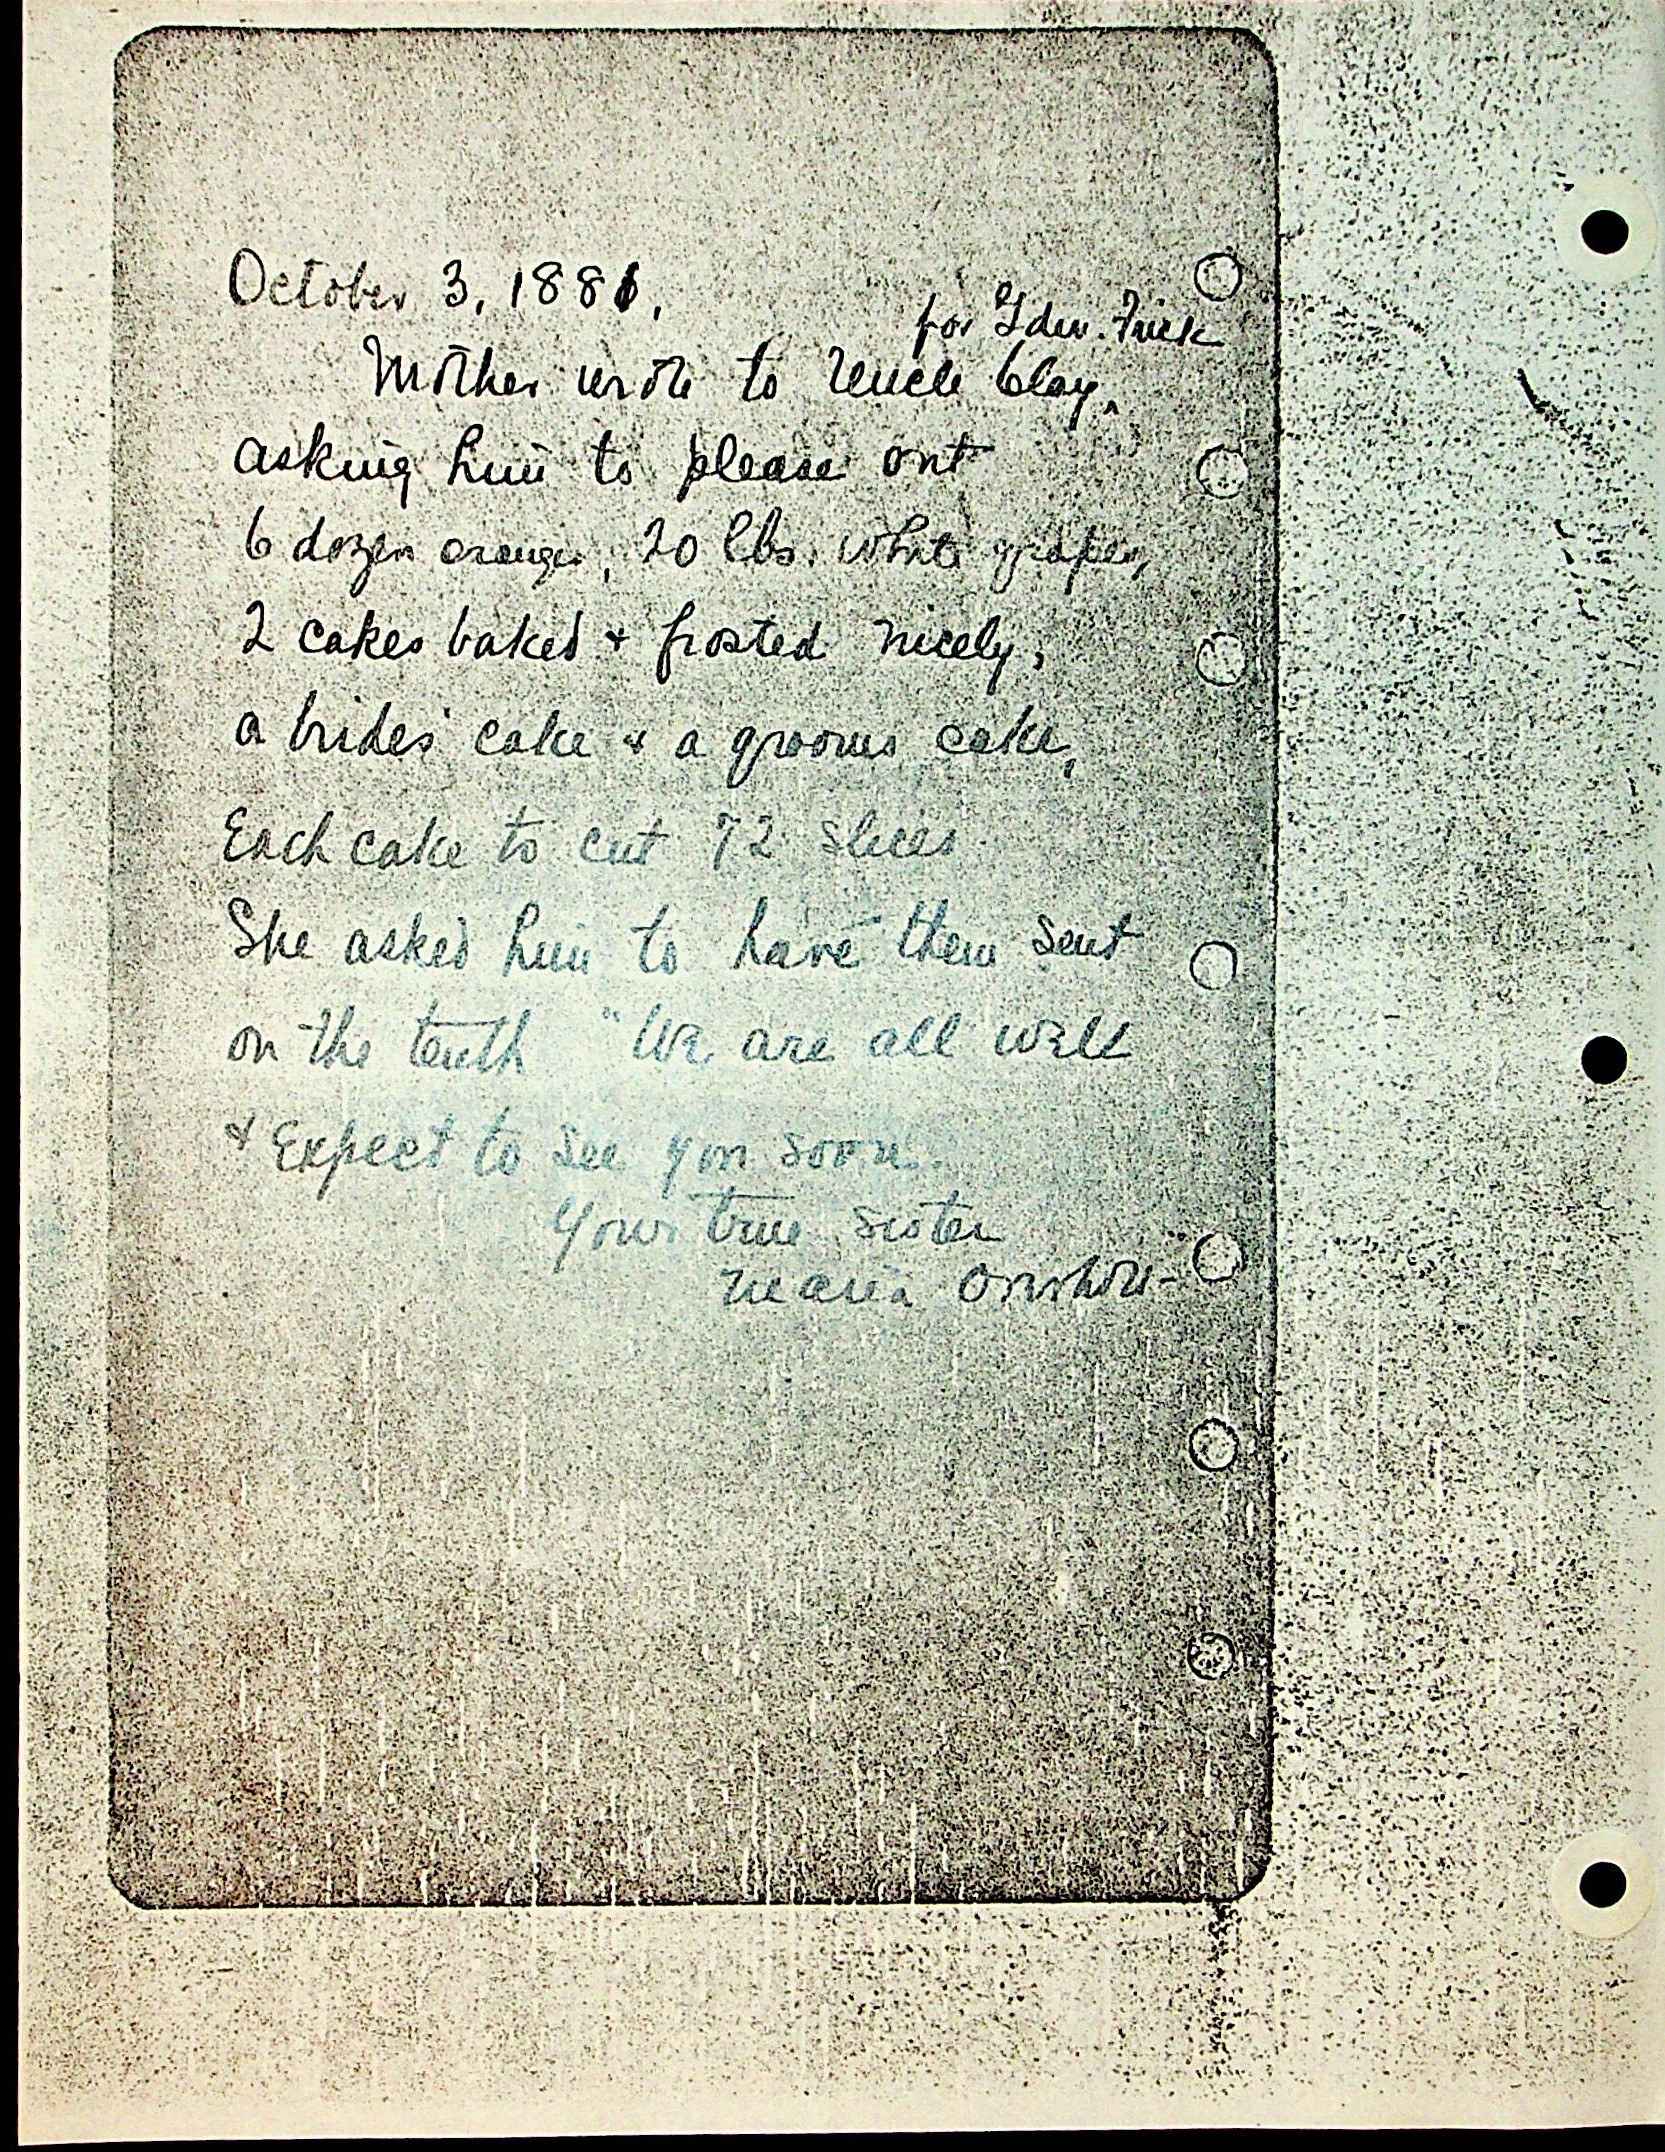 October 3, 1881,
for Edw. Frick
Mother wrote to Uncle Clay,
asking him to please
6 dozen oranges, 20 lbs. white grapes,
2 cakes baked & frosted nicely,
a brides' cake & a grooms cake,
Each cake to cut 72 slices
She asked him to have them sent
on the tenth "We are all well
& Expect to see you soon.
Your true sister
Maria